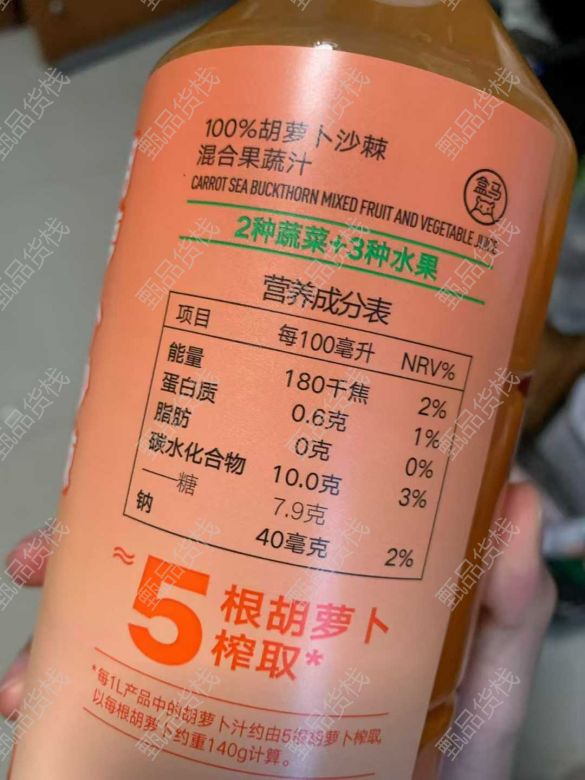 100%胡萝卜沙棘
混合果蔬汁
CARROT SEA BUCKTHORN MIXED FRUIT AND VEGETABLE JUICE
盒马
2种蔬菜+3种水果
营养成分表
项目 每100毫升 NRV%
能量 180千焦 2%
蛋白质 0.6克 1%
脂肪 0克 0%
碳水化合物 10.0克 3%
——糖 7.9克
钠 40毫克 2%
≈5根胡萝卜
榨取*
*每1L产品中的胡萝卜汁约由5根胡萝卜榨取,
以每根胡萝卜约重140g计算。
甄品货栈